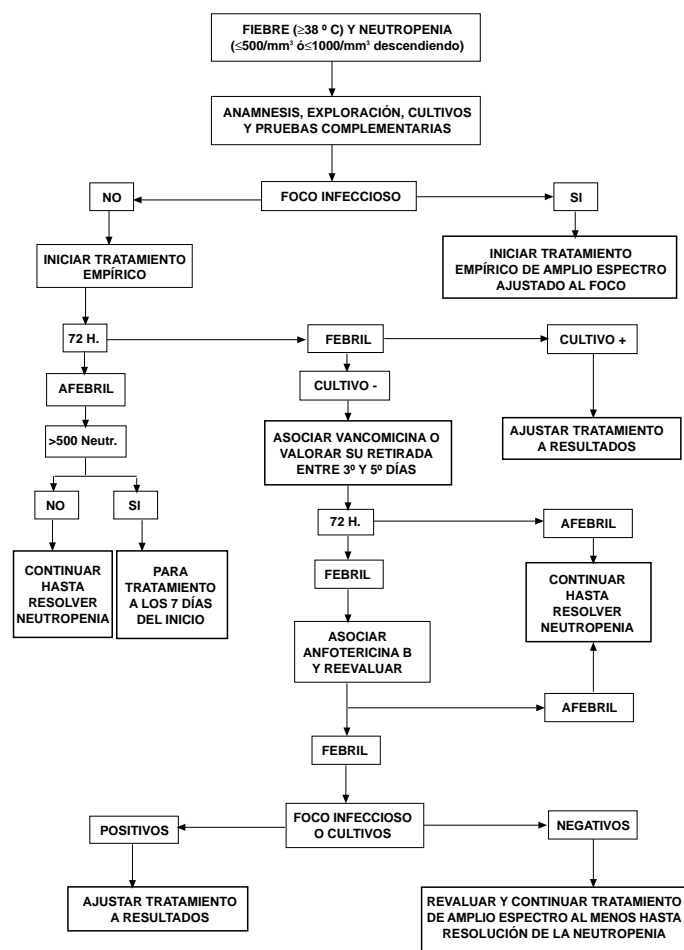 FIEBRE (≥38 º C) Y NEUTROPENIA
(≤500/mm³ ó≤1000/mm³ descendiendo)
ANAMNESIS, EXPLORACIÓN, CULTIVOS
Y PRUEBAS COMPLEMENTARIAS
NO
FOCO INFECCIOSO
SI
INICIAR TRATAMIENTO
EMPÍRICO
INICIAR TRATAMIENTO
EMPÍRICO DE AMPLIO ESPECTRO
AJUSTADO AL FOCO
72 H.
FEBRIL
CULTIVO +
AFEBRIL
CULTIVO -
>500 Neutr.
ASOCIAR VANCOMICINA O
VALORAR SU RETIRADA
ENTRE 3º Y 5º DÍAS
AJUSTAR TRATAMIENTO
A RESULTADOS
NO
SI
72 H.
AFEBRIL
CONTINUAR
HASTA
RESOLVER
NEUTROPENIA
PARA
TRATAMIENTO
A LOS 7 DÍAS
DEL INICIO
FEBRIL
CONTINUAR
HASTA
RESOLVER
NEUTROPENIA
ASOCIAR
ANFOTERICINA B
Y REEVALUAR
AFEBRIL
FEBRIL
POSITIVOS
FOCO INFECCIOSO
O CULTIVOS
NEGATIVOS
AJUSTAR TRATAMIENTO
A RESULTADOS
REVALUAR Y CONTINUAR TRATAMIENTO
DE AMPLIO ESPECTRO AL MENOS HASTA
RESOLUCIÓN DE LA NEUTROPENIA